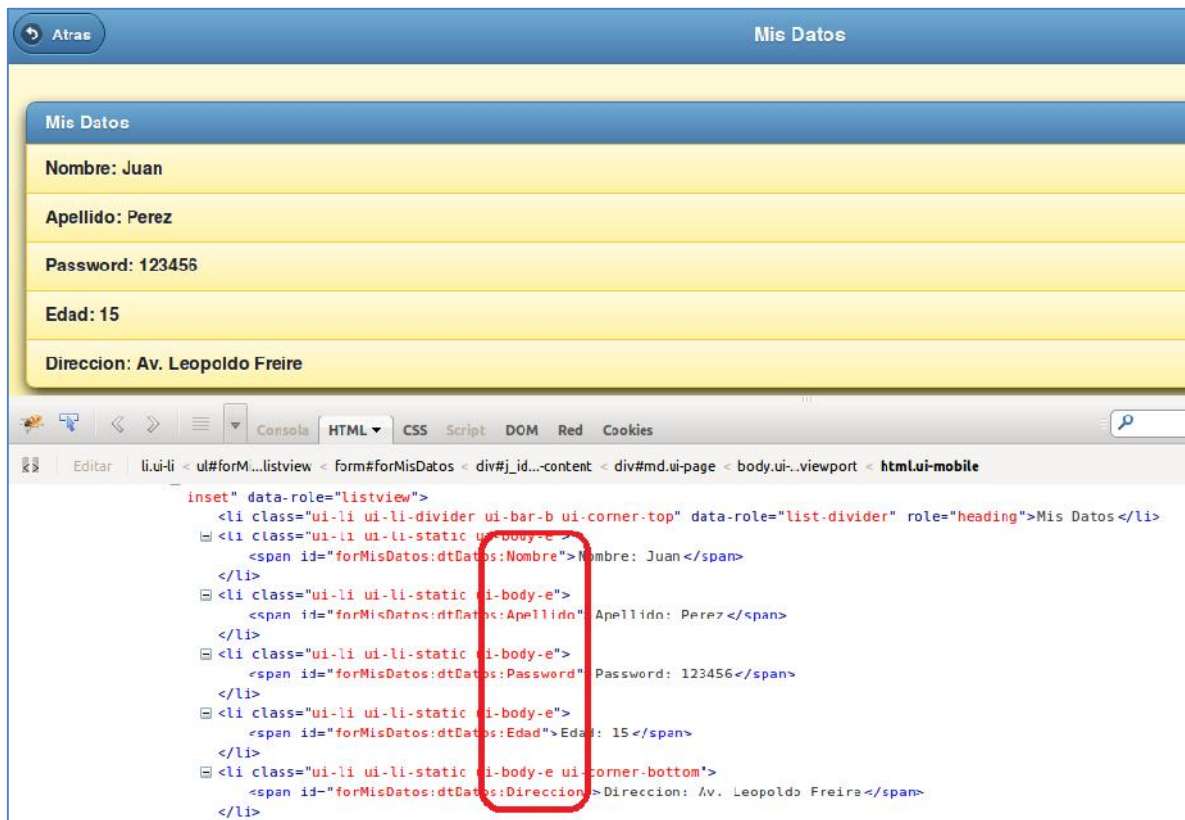 Atras
Mis Datos
Mis Datos
Nombre: Juan
Apellido: Perez
Password: 123456
Edad: 15
Direccion: Av. Leopoldo Freire
Consola HTML CSS Script DOM Red Cookies
Editar li.ui-li < ul#forM...listview < form#forMisDatos < div#j_id...-content < div#md.ui-page < body.ui-...viewport < html.ui-mobile
inset" data-role="listview">
<li class="ui-li ui-li-divider ui-bar-b ui-corner-top" data-role="list-divider" role="heading">Mis Datos</li>
<li class="ui-li ui-li-static ui-body-e">
<span id="forMisDatos:dtDatos:Nombre">Nombre: Juan</span>
</li>
<li class="ui-li ui-li-static ui-body-e">
<span id="forMisDatos:dtDatos:Apellido">Apellido: Perez</span>
</li>
<li class="ui-li ui-li-static ui-body-e">
<span id="forMisDatos:dtDatos:Password">Password: 123456</span>
</li>
<li class="ui-li ui-li-static ui-body-e">
<span id="forMisDatos:dtDatos:Edad">Edad: 15</span>
</li>
<li class="ui-li ui-li-static ui-body-e ui-corner-bottom">
<span id="forMisDatos:dtDatos:Direccion">Direccion: Av. Leopoldo Freire</span>
</li>